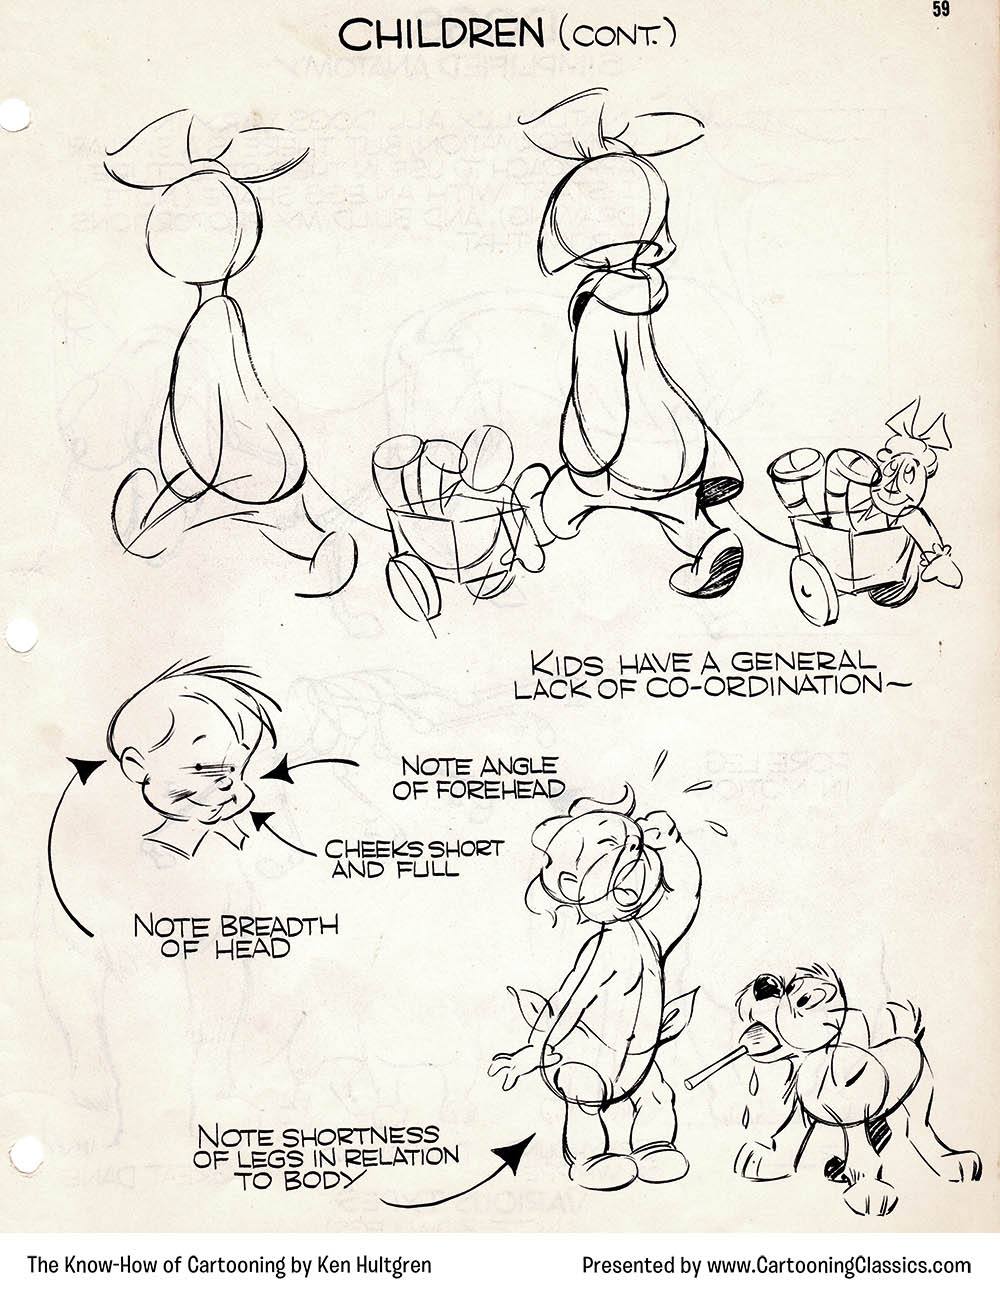 59
CHILDREN (CONT.)
KIDS HAVE A GENERAL
LACK OF CO-ORDINATION~
NOTE ANGLE
OF FOREHEAD
CHEEKS SHORT
AND FULL
NOTE BREADTH
OF HEAD
NOTE SHORTNESS
OF LEGS IN RELATION
TO BODY
The Know-How of Cartooning by Ken Hultgren
Presented by www.CartooningClassics.com